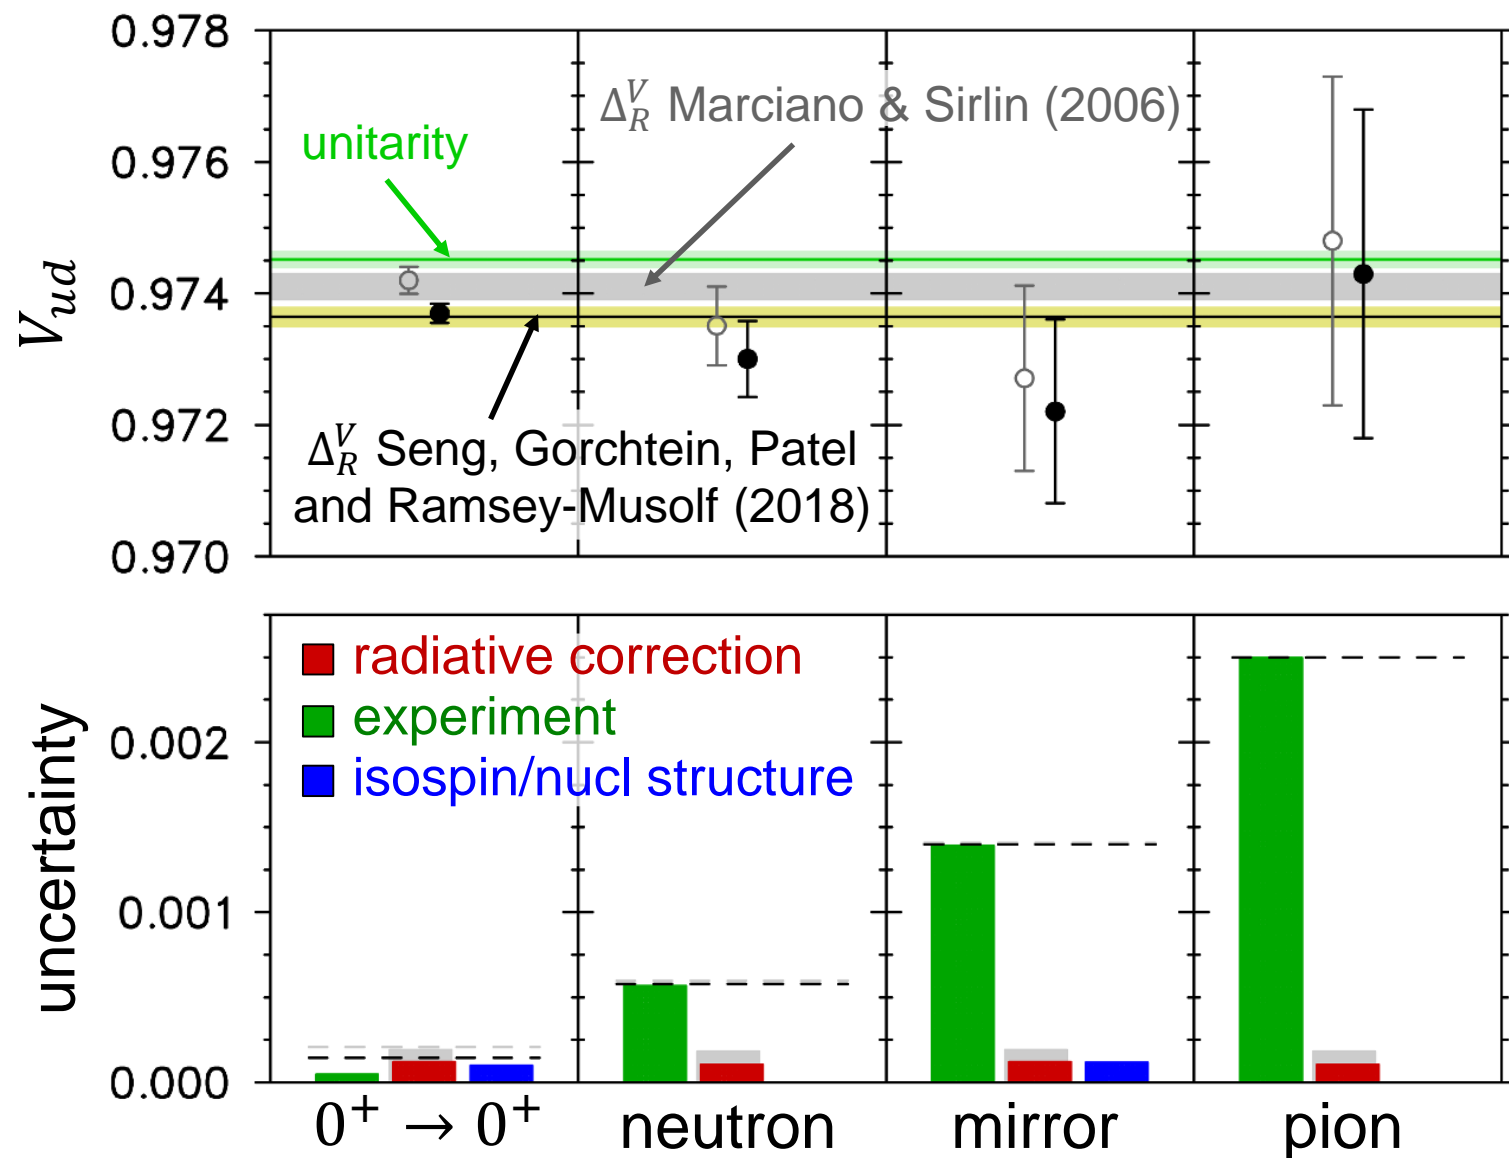 0.978
0.976
0.974
0.972
0.970
V_{ud}
unitarity
Δ_R^V Marciano & Sirlin (2006)
Δ_R^V Seng, Gorchtein, Patel
and Ramsey-Musolf (2018)
uncertainty
0.002
0.001
0.000
radiative correction
experiment
isospin/nucl structure
0⁺ → 0⁺
neutron
mirror
pion